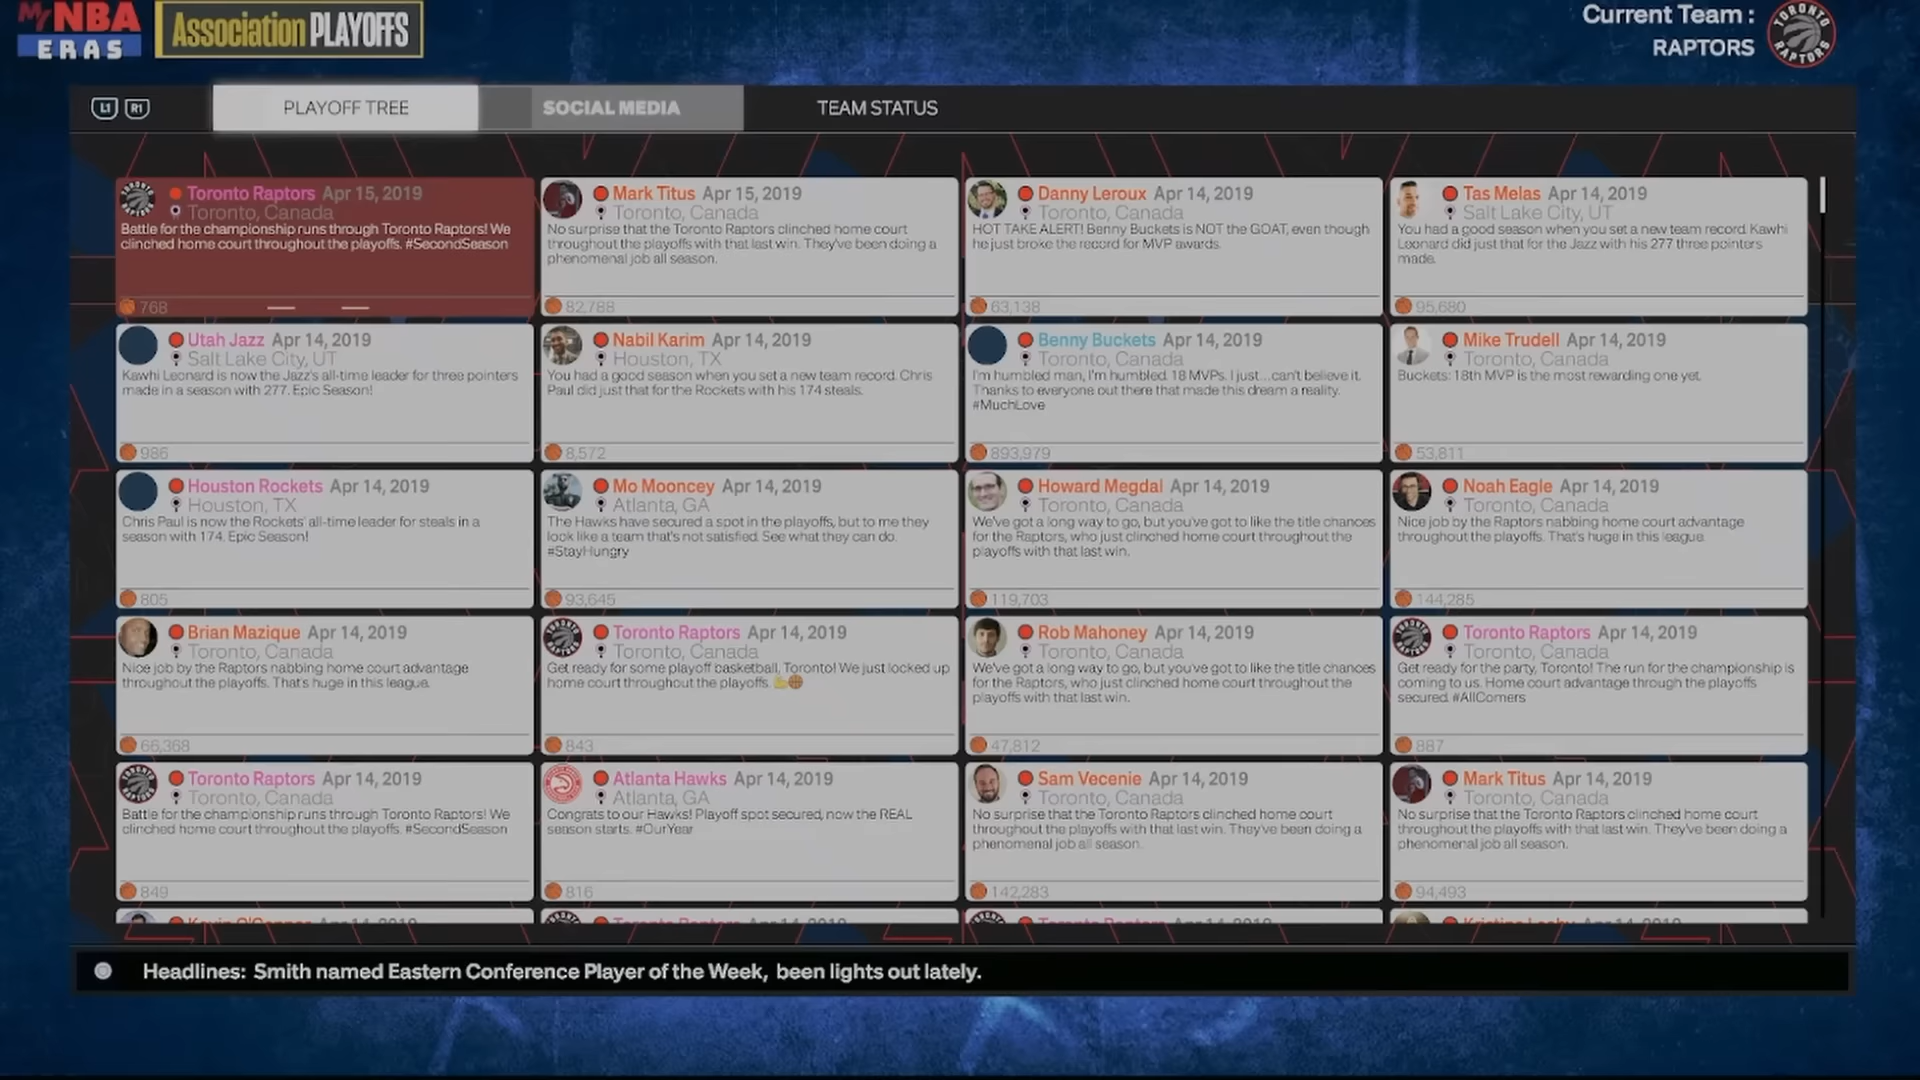 MyNBA
ERAS
Association PLAYOFFS
Current Team :
RAPTORS
TORONTO
RAPTORS
L1 R1
PLAYOFF TREE
SOCIAL MEDIA
TEAM STATUS
Toronto Raptors Apr 15, 2019
Toronto, Canada
Battle for the championship runs through Toronto Raptors! We
clinched home court throughout the playoffs. #SecondSeason
768
Mark Titus Apr 15, 2019
Toronto, Canada
No surprise that the Toronto Raptors clinched home court
throughout the playoffs with that last win. They've been doing a
phenomenal job all season.
82,788
Danny Leroux Apr 14, 2019
Toronto, Canada
HOT TAKE ALERT! Benny Buckets is NOT the GOAT, even though
he just broke the record for MVP awards.
63,138
Tas Melas Apr 14, 2019
Salt Lake City, UT
You had a good season when you set a new team record. Kawhi
Leonard did just that for the Jazz with his 277 three pointers
made.
95,680
Utah Jazz Apr 14, 2019
Salt Lake City, UT
Kawhi Leonard is now the Jazz's all-time leader for three pointers
made in a season with 277. Epic Season!
986
Nabil Karim Apr 14, 2019
Houston, TX
You had a good season when you set a new team record. Chris
Paul did just that for the Rockets with his 174 steals.
8,572
Benny Buckets Apr 14, 2019
Toronto, Canada
I'm humbled man, I'm humbled. 18 MVPs. I just...can't believe it.
Thanks to everyone out there that made this dream a reality.
#MuchLove
893,979
Mike Trudell Apr 14, 2019
Toronto, Canada
Buckets: 18th MVP is the most rewarding one yet.
53,811
Houston Rockets Apr 14, 2019
Houston, TX
Chris Paul is now the Rockets' all-time leader for steals in a
season with 174. Epic Season!
805
Mo Mooncey Apr 14, 2019
Atlanta, GA
The Hawks have secured a spot in the playoffs, but to me they
look like a team that's not satisfied. See what they can do.
#StayHungry
93,645
Howard Megdal Apr 14, 2019
Toronto, Canada
We've got a long way to go, but you've got to like the title chances
for the Raptors, who just clinched home court throughout the
playoffs with that last win.
119,703
Noah Eagle Apr 14, 2019
Toronto, Canada
Nice job by the Raptors nabbing home court advantage
throughout the playoffs. That's huge in this league.
144,285
Brian Mazique Apr 14, 2019
Toronto, Canada
Nice job by the Raptors nabbing home court advantage
throughout the playoffs. That's huge in this league.
66,368
Toronto Raptors Apr 14, 2019
Toronto, Canada
Get ready for some playoff basketball, Toronto! We just locked up
home court throughout the playoffs. 💪🏀
843
Rob Mahoney Apr 14, 2019
Toronto, Canada
We've got a long way to go, but you've got to like the title chances
for the Raptors, who just clinched home court throughout the
playoffs with that last win.
47,812
Toronto Raptors Apr 14, 2019
Toronto, Canada
Get ready for the party, Toronto! The run for the championship is
coming to us. Home court advantage through the playoffs
secured. #AllComers
887
Toronto Raptors Apr 14, 2019
Toronto, Canada
Battle for the championship runs through Toronto Raptors! We
clinched home court throughout the playoffs. #SecondSeason
849
Atlanta Hawks Apr 14, 2019
Atlanta, GA
Congrats to our Hawks! Playoff spot secured, now the REAL
season starts. #OurYear
816
Sam Vecenie Apr 14, 2019
Toronto, Canada
No surprise that the Toronto Raptors clinched home court
throughout the playoffs with that last win. They've been doing a
phenomenal job all season.
142,283
Mark Titus Apr 14, 2019
Toronto, Canada
No surprise that the Toronto Raptors clinched home court
throughout the playoffs with that last win. They've been doing a
phenomenal job all season.
94,493
Kevin O'Connor Apr 14, 2019
Toronto Raptors Apr 14, 2019
Toronto Raptors Apr 14, 2019
Apr 14, 2019
Headlines: Smith named Eastern Conference Player of the Week, been lights out lately.